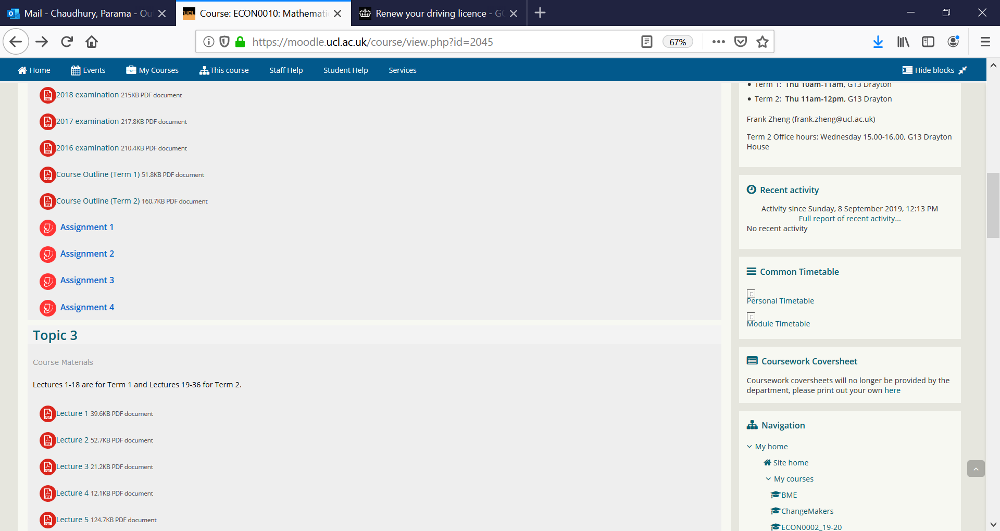 Mail - Chaudhury, Parama - Ou
Course: ECON0010: Mathemati
Renew your driving licence - GO
https://moodle.ucl.ac.uk/course/view.php?id=2045
67%
Home
Events
My Courses
This course
Staff Help
Student Help
Services
Hide blocks
2018 examination 215KB PDF document
2017 examination 217.8KB PDF document
2016 examination 210.4KB PDF document
Course Outline (Term 1) 51.8KB PDF document
Course Outline (Term 2) 160.7KB PDF document
Assignment 1
Assignment 2
Assignment 3
Assignment 4
Topic 3
Course Materials
Lectures 1-18 are for Term 1 and Lectures 19-36 for Term 2.
Lecture 1 39.6KB PDF document
Lecture 2 52.7KB PDF document
Lecture 3 21.2KB PDF document
Lecture 4 12.1KB PDF document
Lecture 5 124.7KB PDF document
Term 1: Thu 10am-11am, G13 Drayton
Term 2: Thu 11am-12pm, G13 Drayton
Frank Zheng (frank.zheng@ucl.ac.uk)
Term 2 Office hours: Wednesday 15.00-16.00, G13 Drayton
House
Recent activity
Activity since Sunday, 8 September 2019, 12:13 PM
Full report of recent activity...
No recent activity
Common Timetable
Personal Timetable
Module Timetable
Coursework Coversheet
Coursework coversheets will no longer be provided by the
department, please print out your own here
Navigation
My home
Site home
My courses
BME
ChangeMakers
ECON0002_19-20